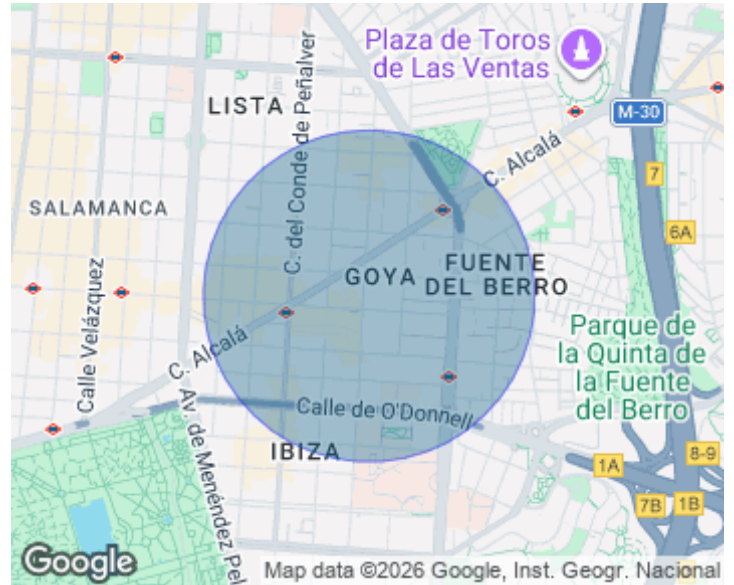 Plaza de Toros
de Las Ventas
LISTA
C. del Conde de Peñalver
M-30
C. Alcalá
7
SALAMANCA
6A
GOYA
FUENTE
DEL BERRO
Calle Velázquez
Parque de
la Quinta de
la Fuente
del Berro
C. Alcalá
Calle de O'Donnell
Av. de Menéndez Pel
IBIZA
1A
8-9
7B
1B
Google
Map data ©2026 Google, Inst. Geogr. Nacional